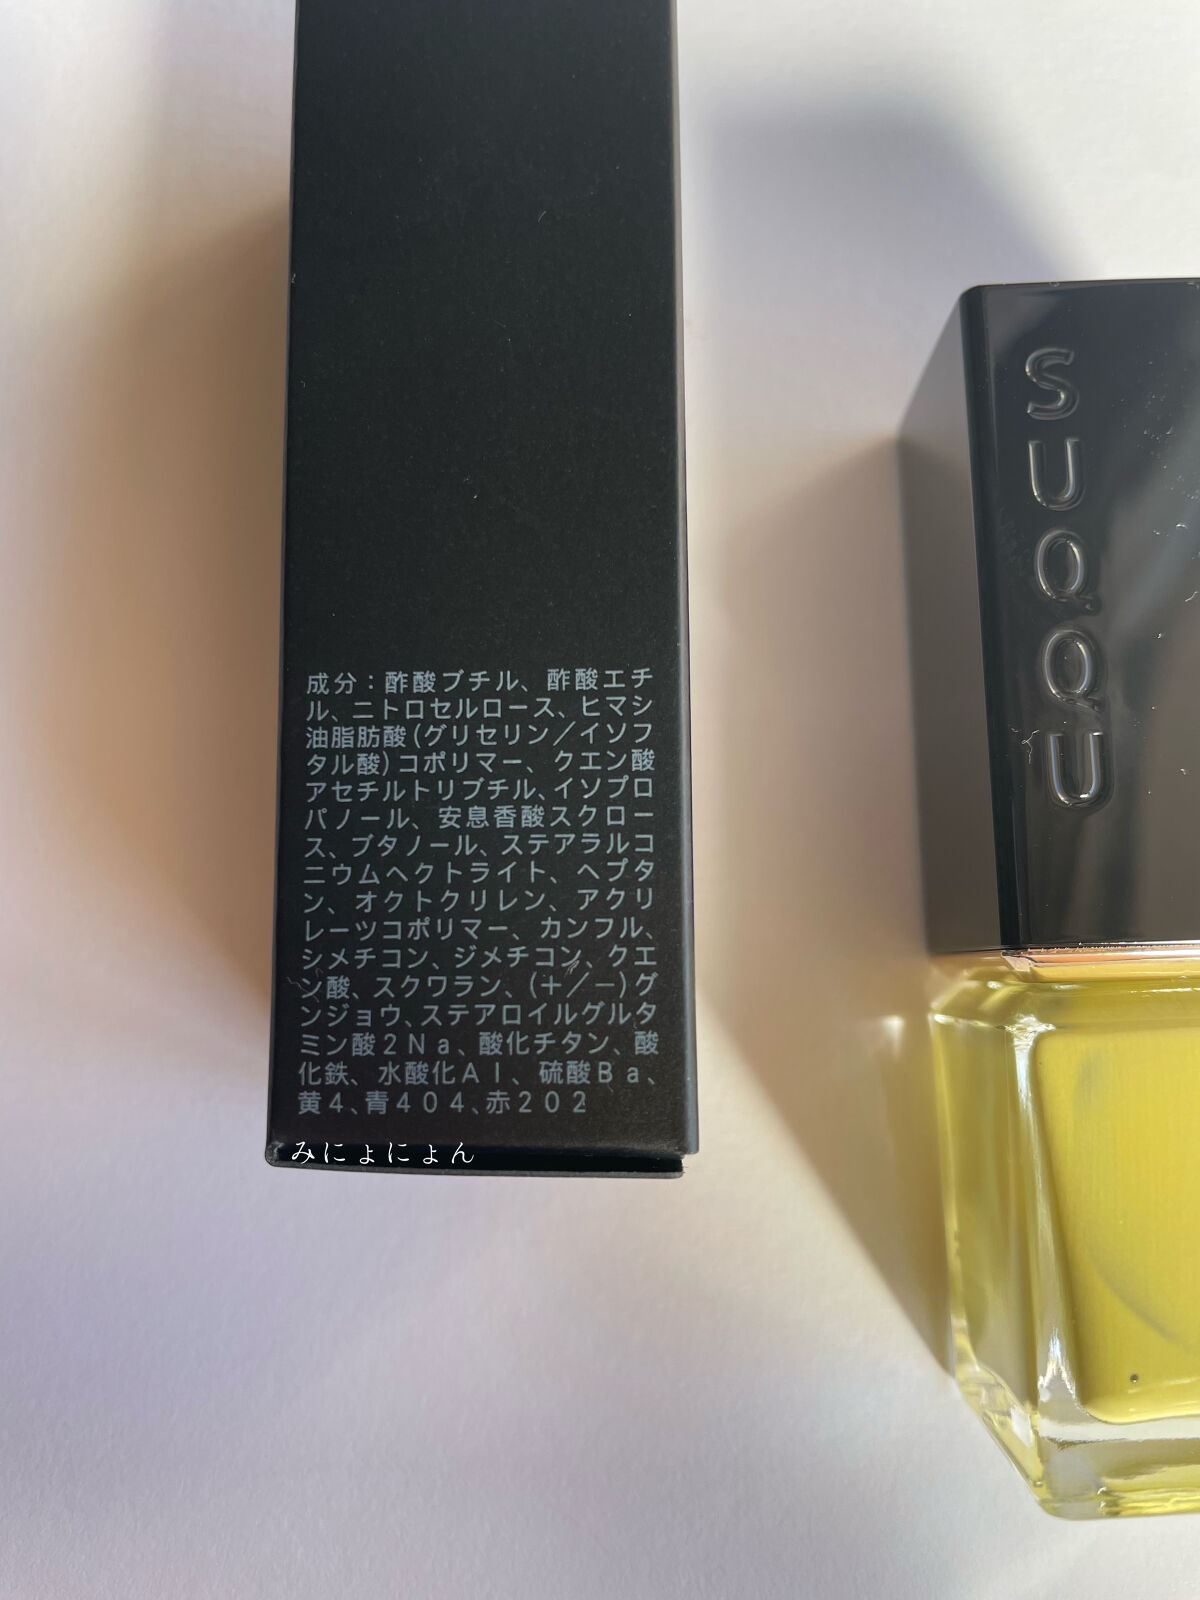 成分：酢酸ブチル、酢酸エチ
ル、ニトロセルロース、ヒマシ
油脂肪酸(グリセリン／イソフ
タル酸)コポリマー、クエン酸
アセチルトリブチル、イソプロ
パノール、安息香酸スクロー
ス、ブタノール、ステアラルコ
ニウムヘクトライト、ヘプタ
ン、オクトクリレン、アクリ
レーツコポリマー、カンフル、
シメチコン、ジメチコン、クエ
ン酸、スクワラン、(＋／－)グ
ンジョウ、ステアロイルグルタ
ミン酸２Ｎａ、酸化チタン、酸
化鉄、水酸化Ａｌ、硫酸Ｂａ、
黄４、青４０４、赤２０２
みにょにょん
SUQQU